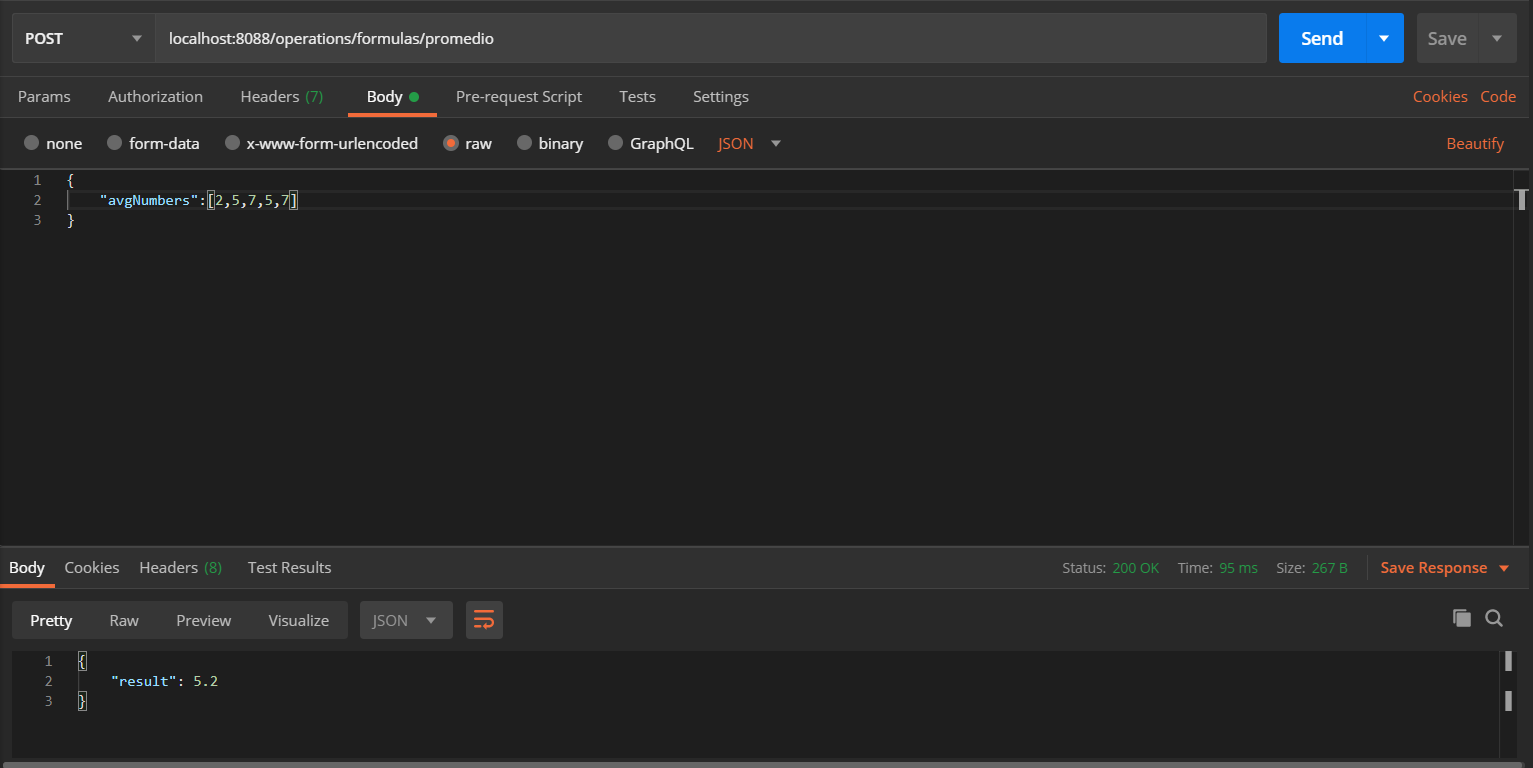 POST localhost:8088/operations/formulas/promedio Send Save
Params Authorization Headers (7) Body Pre-request Script Tests Settings Cookies Code
none form-data x-www-form-urlencoded raw binary GraphQL JSON Beautify
1 {
2 "avgNumbers":[2,5,7,5,7]
3 }
Body Cookies Headers (8) Test Results Status: 200 OK Time: 95 ms Size: 267 B Save Response
Pretty Raw Preview Visualize JSON
1 {
2 "result": 5.2
3 }